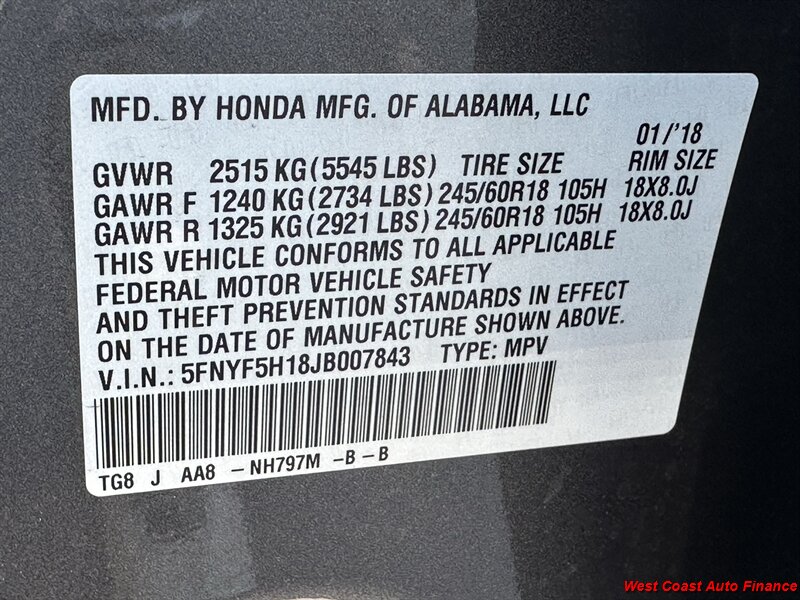 MFD. BY HONDA MFG. OF ALABAMA, LLC
01/'18
GVWR 2515 KG (5545 LBS) TIRE SIZE RIM SIZE
GAWR F 1240 KG (2734 LBS) 245/60R18 105H 18X8.0J
GAWR R 1325 KG (2921 LBS) 245/60R18 105H 18X8.0J
THIS VEHICLE CONFORMS TO ALL APPLICABLE
FEDERAL MOTOR VEHICLE SAFETY
AND THEFT PREVENTION STANDARDS IN EFFECT
ON THE DATE OF MANUFACTURE SHOWN ABOVE.
V.I.N.: 5FNYF5H18JB007843 TYPE: MPV
TG8 J AA8 - NH797M - B - B
West Coast Auto Finance